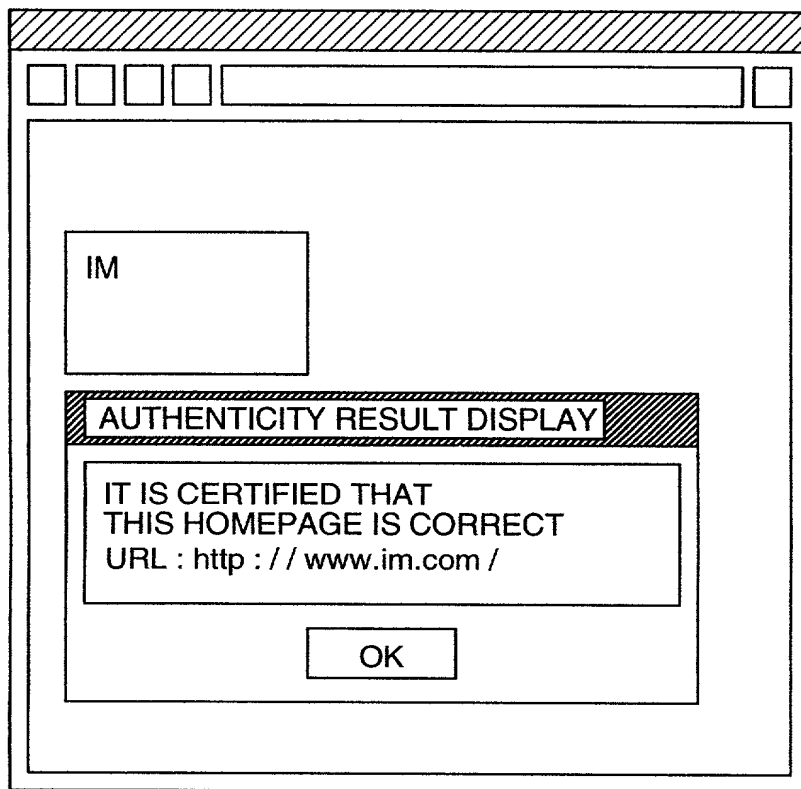 IM
AUTHENTICITY RESULT DISPLAY
IT IS CERTIFIED THAT
THIS HOMEPAGE IS CORRECT
URL : http : / / www.im.com /
OK